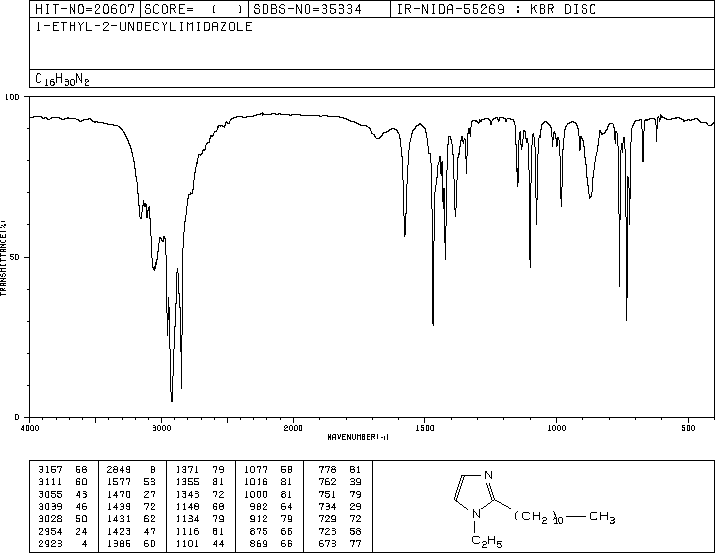 HIT-NO=20607 SCORE= ( ) SDBS-NO=35334 IR-NIDA-55269 : KBR DISC
1-ETHYL-2-UNDECYLIMIDAZOLE
C16H30N2
100
50
0
TRANSMITTANCE(%)
4000 3000 2000 1500 1000 500
WAVENUMBER(-1)
3167 68 2849 8 1371 79 1077 58 778 81
3111 60 1577 53 1355 81 1016 81 762 39
3055 43 1470 27 1343 72 1000 81 751 79
3039 46 1439 72 1148 68 982 64 734 29
3028 50 1431 62 1134 79 912 79 729 72
2954 24 1423 47 1116 81 875 66 723 58
2923 4 1386 60 1101 44 869 66 673 77
N
N (CH2)10 CH3
C2H5